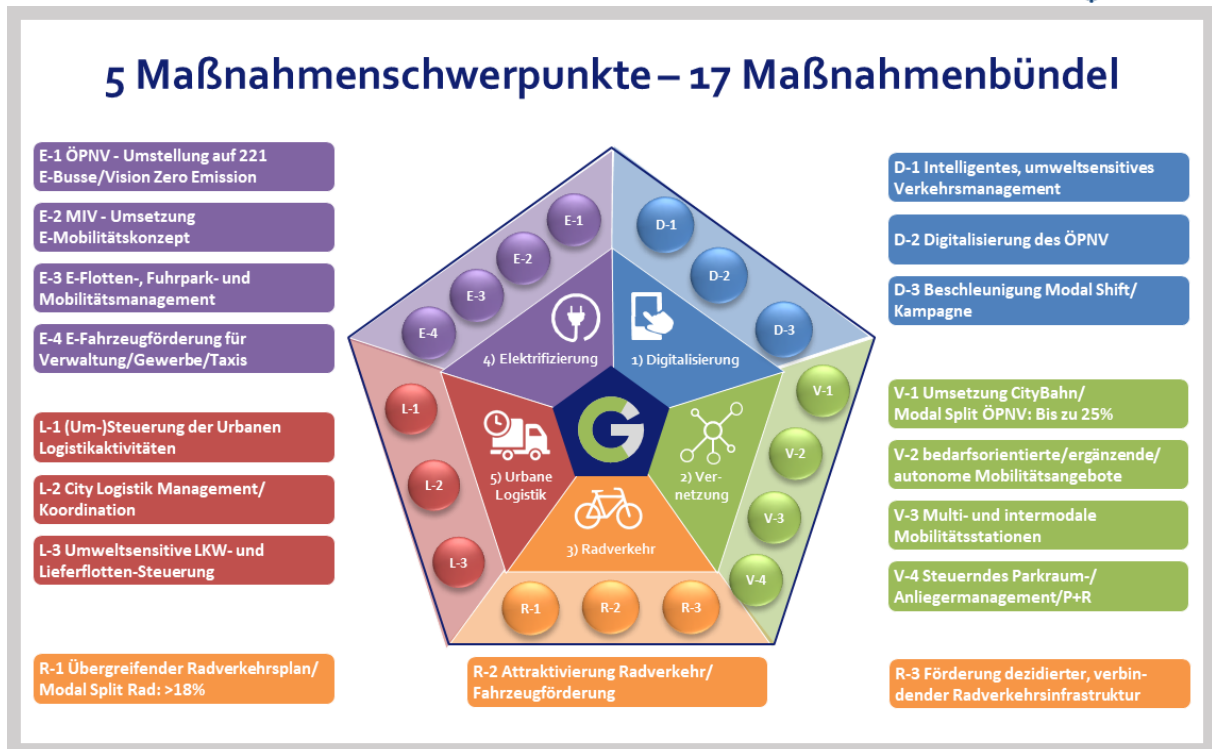 5 Maßnahmenschwerpunkte – 17 Maßnahmenbündel
E-1 ÖPNV - Umstellung auf 221
E-Busse/Vision Zero Emission
E-2 MIV - Umsetzung
E-Mobilitätskonzept
E-3 E-Flotten-, Fuhrpark- und
Mobilitätsmanagement
E-4 E-Fahrzeugförderung für
Verwaltung/Gewerbe/Taxis
L-1 (Um-)Steuerung der Urbanen
Logistikaktivitäten
L-2 City Logistik Management/
Koordination
L-3 Umweltsensitive LKW- und
Lieferflotten-Steuerung
E-1
E-2
E-3
E-4
4) Elektrifizierung
D-1
D-2
D-3
1) Digitalisierung
L-1
L-2
L-3
5) Urbane
Logistik
G
V-1
V-2
V-3
V-4
2) Ver-
netzung
3) Radverkehr
R-1
R-2
R-3
D-1 Intelligentes, umweltsensitives
Verkehrsmanagement
D-2 Digitalisierung des ÖPNV
D-3 Beschleunigung Modal Shift/
Kampagne
V-1 Umsetzung CityBahn/
Modal Split ÖPNV: Bis zu 25%
V-2 bedarfsorientierte/ergänzende/
autonome Mobilitätsangebote
V-3 Multi- und intermodale
Mobilitätsstationen
V-4 Steuerndes Parkraum-/
Anliegermanagement/P+R
R-1 Übergreifender Radverkehrsplan/
Modal Split Rad: >18%
R-2 Attraktivierung Radverkehr/
Fahrzeugförderung
R-3 Förderung dezidierter, verbin-
dender Radverkehrsinfrastruktur